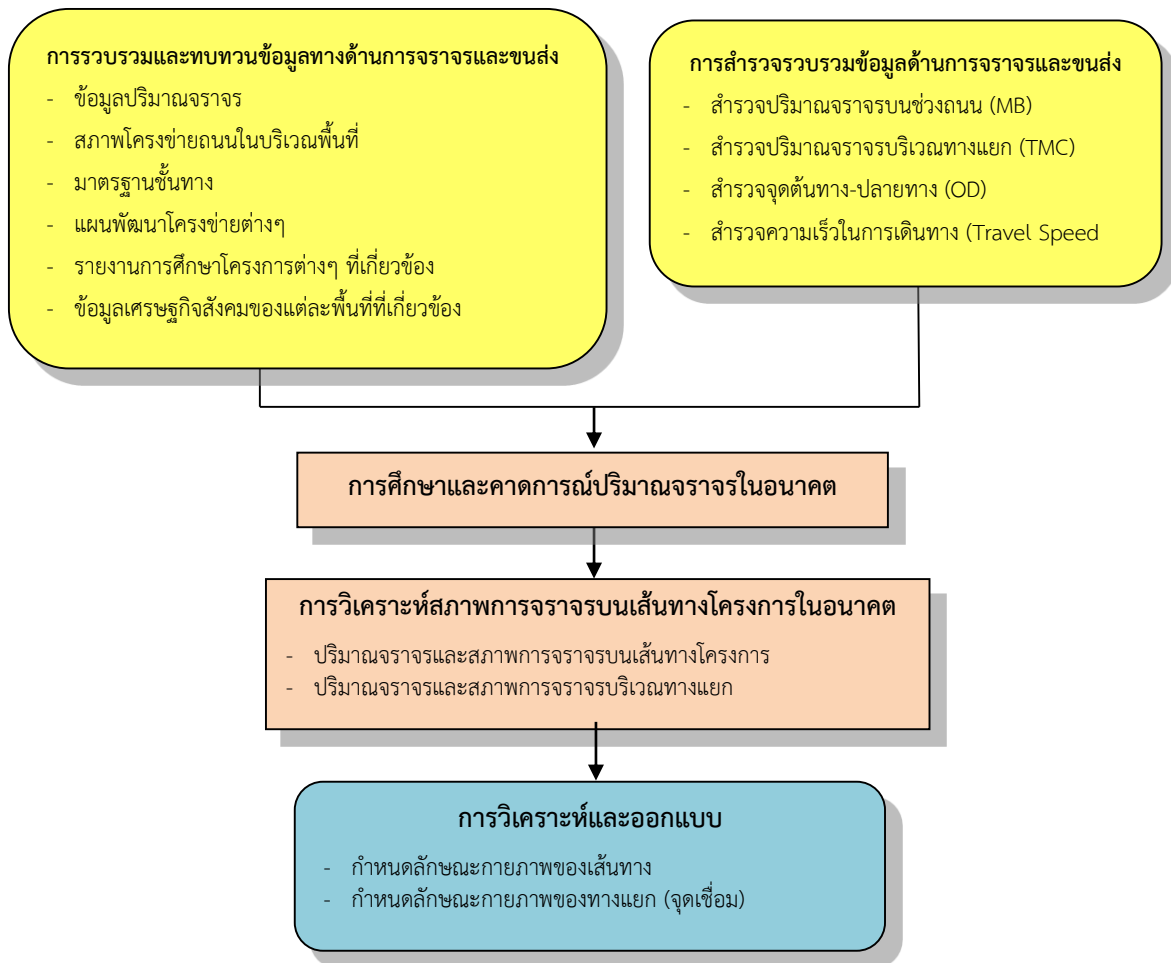 การรวบรวมและทบทวนข้อมูลทางด้านการจราจรและขนส่ง
- ข้อมูลปริมาณจราจร
- สภาพโครงข่ายถนนในบริเวณพื้นที่
- มาตรฐานชั้นทาง
- แผนพัฒนาโครงข่ายต่างๆ
- รายงานการศึกษาโครงการต่างๆ ที่เกี่ยวข้อง
- ข้อมูลเศรษฐกิจสังคมของแต่ละพื้นที่ที่เกี่ยวข้อง
การสำรวจรวบรวมข้อมูลด้านการจราจรและขนส่ง
- สำรวจปริมาณจราจรบนช่วงถนน (MB)
- สำรวจปริมาณจราจรบริเวณทางแยก (TMC)
- สำรวจจุดต้นทาง-ปลายทาง (OD)
- สำรวจความเร็วในการเดินทาง (Travel Speed
การศึกษาและคาดการณ์ปริมาณจราจรในอนาคต
การวิเคราะห์สภาพการจราจรบนเส้นทางโครงการในอนาคต
- ปริมาณจราจรและสภาพการจราจรบนเส้นทางโครงการ
- ปริมาณจราจรและสภาพการจราจรบริเวณทางแยก
การวิเคราะห์และออกแบบ
- กำหนดลักษณะกายภาพของเส้นทาง
- กำหนดลักษณะกายภาพของทางแยก (จุดเชื่อม)